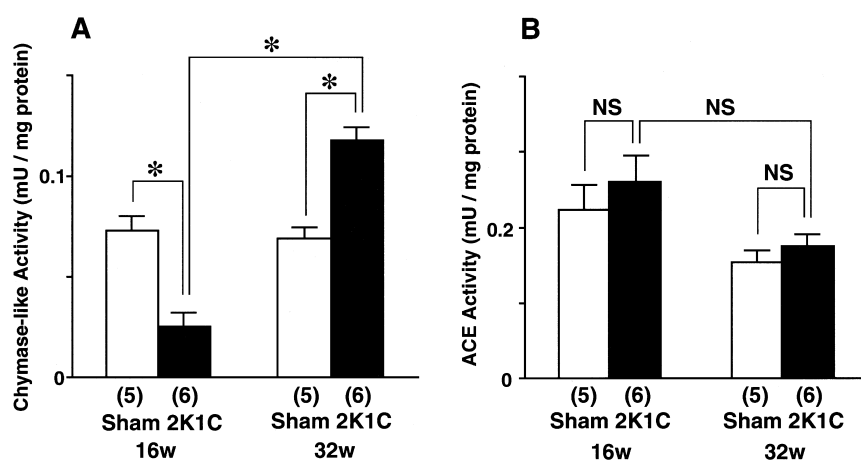 A
Chymase-like Activity (mU / mg protein)
*
*
*
0.1
0
(5) (6) (5) (6)
Sham 2K1C Sham 2K1C
16w 32w
B
ACE Activity (mU / mg protein)
NS NS
NS
0.2
0
(5) (6) (5) (6)
Sham 2K1C Sham 2K1C
16w 32w